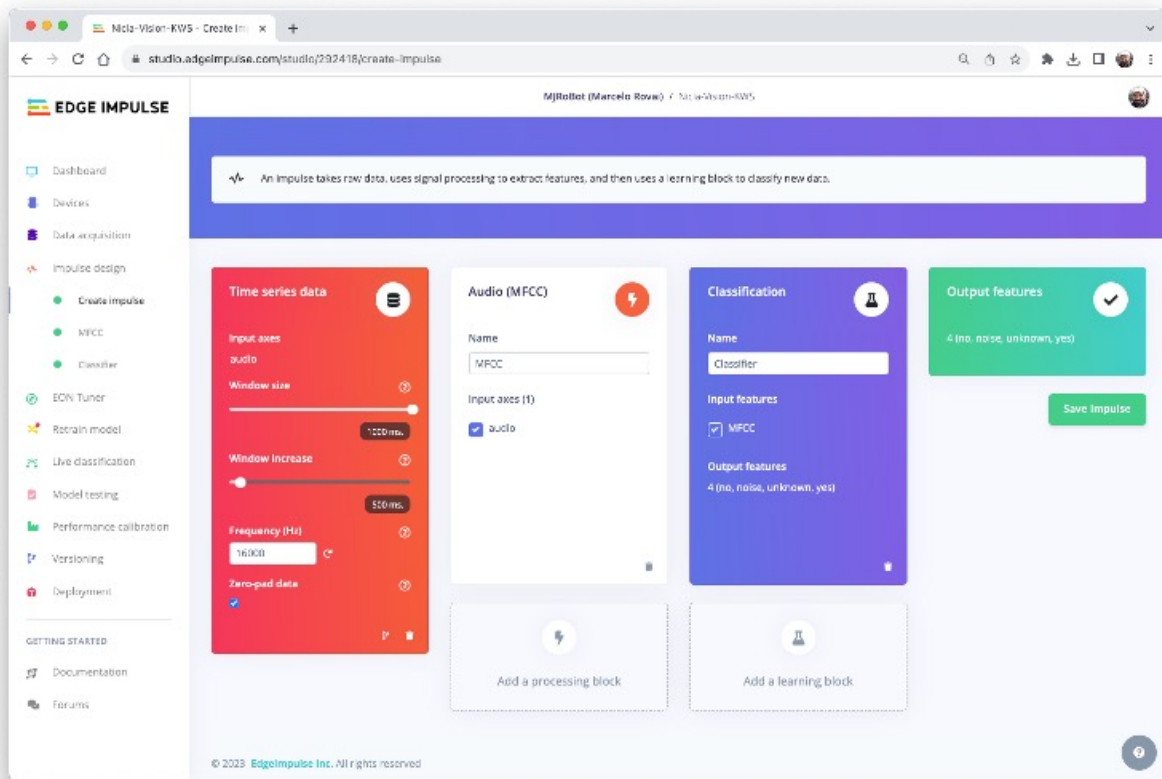 Nicla-Vision-KWS - Create Im
studio.edgeimpulse.com/studio/292418/create-impulse
EDGE IMPULSE
MJRoBot (Marcelo Rovai) / Nicla-Vision-KWS
Dashboard
Devices
Data acquisition
Impulse design
Create impulse
MFCC
Classifier
EON Tuner
Retrain model
Live classification
Model testing
Performance calibration
Versioning
Deployment
GETTING STARTED
Documentation
Forums
An impulse takes raw data, uses signal processing to extract features, and then uses a learning block to classify new data.
Time series data
Input axes
audio
Window size
1000 ms.
Window increase
500 ms.
Frequency (Hz)
16000
Zero-pad data
Audio (MFCC)
Name
MFCC
Input axes (1)
audio
Add a processing block
Classification
Name
Classifier
Input features
MFCC
Output features
4 (no, noise, unknown, yes)
Add a learning block
Output features
4 (no, noise, unknown, yes)
Save Impulse
© 2023 EdgeImpulse Inc. All rights reserved